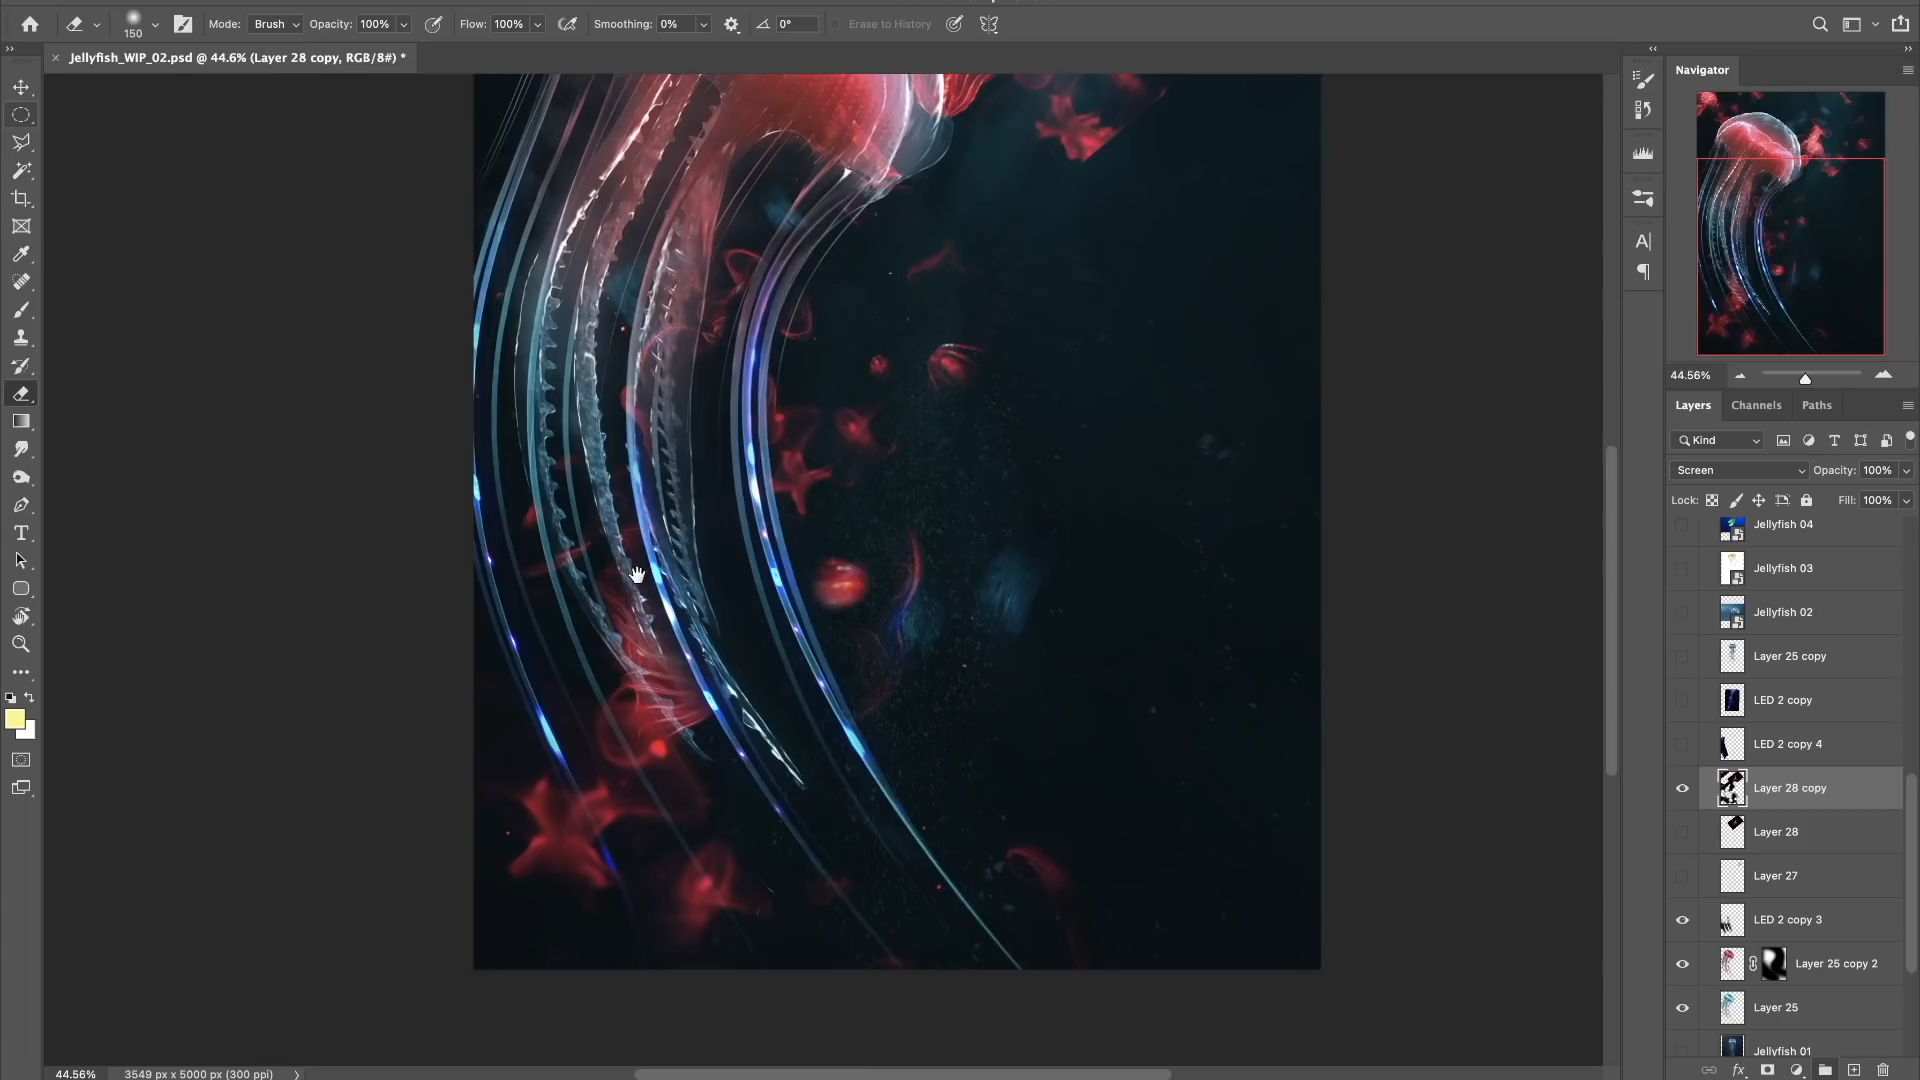 150
Mode:
Brush
Opacity:
100%
Flow:
100%
Smoothing:
0%
0°
Erase to History
Jellyfish_WIP_02.psd @ 44.6% (Layer 28 copy, RGB/8#) *
Navigator
44.56%
Layers
Channels
Paths
Kind
Screen
Opacity:
100%
Lock:
Fill:
100%
Jellyfish 04
Jellyfish 03
Jellyfish 02
Layer 25 copy
LED 2 copy
LED 2 copy 4
Layer 28 copy
Layer 28
Layer 27
LED 2 copy 3
Layer 25 copy 2
Layer 25
Jellyfish 01
44.56%
3549 px x 5000 px (300 ppi)